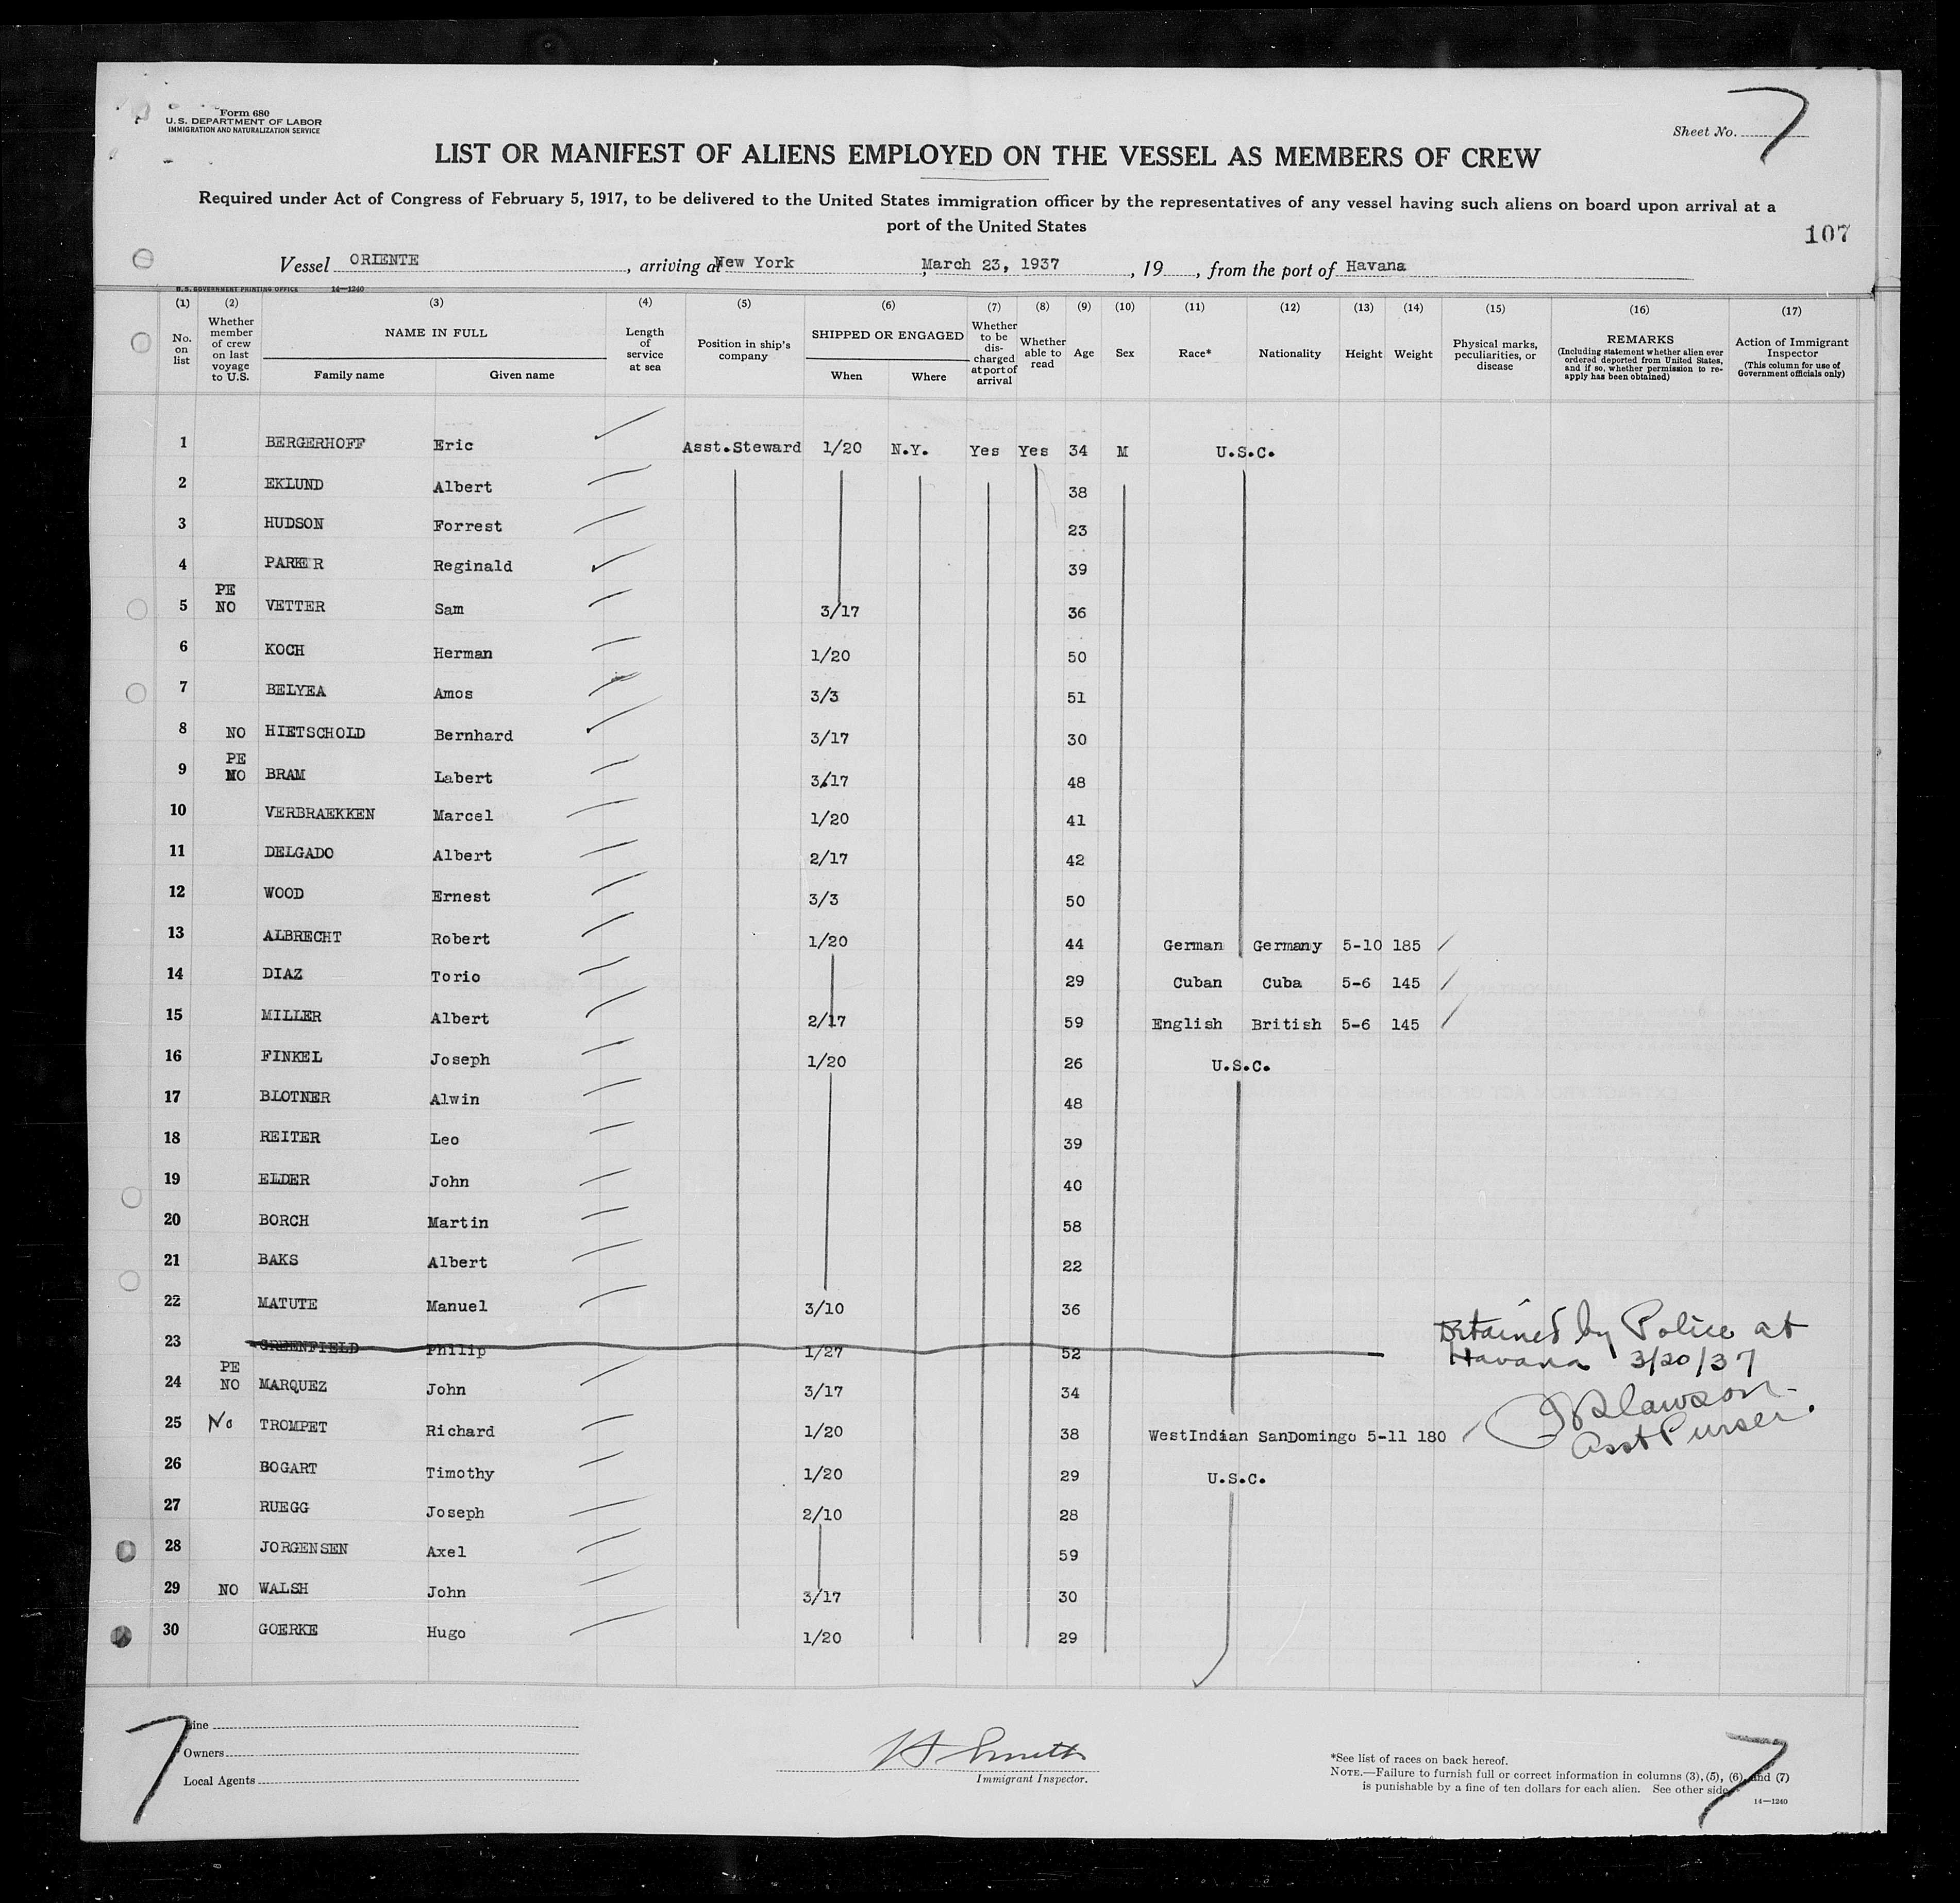 Form 680
U.S. DEPARTMENT OF LABOR
IMMIGRATION AND NATURALIZATION SERVICE
Sheet No. 7
LIST OR MANIFEST OF ALIENS EMPLOYED ON THE VESSEL AS MEMBERS OF CREW
Required under Act of Congress of February 5, 1917, to be delivered to the United States immigration officer by the representatives of any vessel having such aliens on board upon arrival at a
port of the United States
107
Vessel ORIENTE, arriving at New York, March 23, 1937, 19, from the port of Havana
U.S. GOVERNMENT PRINTING OFFICE 14—1240
(1) No. on list
(2) Whether member of crew on last voyage to U.S.
(3) NAME IN FULL
Family name Given name
(4) Length of service at sea
(5) Position in ship's company
(6) SHIPPED OR ENGAGED
When Where
(7) Whether to be discharged at port of arrival
(8) Whether able to read
(9) Age
(10) Sex
(11) Race*
(12) Nationality
(13) Height
(14) Weight
(15) Physical marks, peculiarities, or disease
(16) REMARKS (Including statement whether alien ever ordered deported from United States, and if so, whether permission to re-apply has been obtained)
(17) Action of Immigrant Inspector (This column for use of Government officials only)
1 BERGERHOFF Eric Asst.Steward 1/20 N.Y. Yes Yes 34 M U.S.C.
2 EKLUND Albert 38
3 HUDSON Forrest 23
4 PARKER Reginald 39
PE
5 NO VETTER Sam 3/17 36
6 KOCH Herman 1/20 50
7 BELYEA Amos 3/3 51
8 NO HIETSCHOLD Bernhard 3/17 30
PE
9 NO BRAM Labert 3/17 48
10 VERBRAEKKEN Marcel 1/20 41
11 DELGADO Albert 2/17 42
12 WOOD Ernest 3/3 50
13 ALBRECHT Robert 1/20 44 German Germany 5-10 185
14 DIAZ Torio 29 Cuban Cuba 5-6 145
15 MILLER Albert 2/17 59 English British 5-6 145
16 FINKEL Joseph 1/20 26 U.S.C.
17 BLOTNER Alwin 48
18 REITER Leo 39
19 ELDER John 40
20 BORCH Martin 58
21 BAKS Albert 22
22 MATUTE Manuel 3/10 36
23 GREENFIELD Philip 1/27 52 Detained by Police at
Havana 3/20/37
PE
24 NO MARQUEZ John 3/17 34
25 No TROMPET Richard 1/20 38 WestIndian SanDomingo 5-11 180
Lawson
Asst Purser.
26 BOGART Timothy 1/20 29 U.S.C.
27 RUEGG Joseph 2/10 28
28 JORGENSEN Axel 59
29 NO WALSH John 3/17 30
30 GOERKE Hugo 1/20 29
7
Line
Owners
Local Agents
H Smith
Immigrant Inspector.
*See list of races on back hereof.
NOTE.—Failure to furnish full or correct information in columns (3), (5), (6), and (7)
is punishable by a fine of ten dollars for each alien. See other side.
14—1240
7